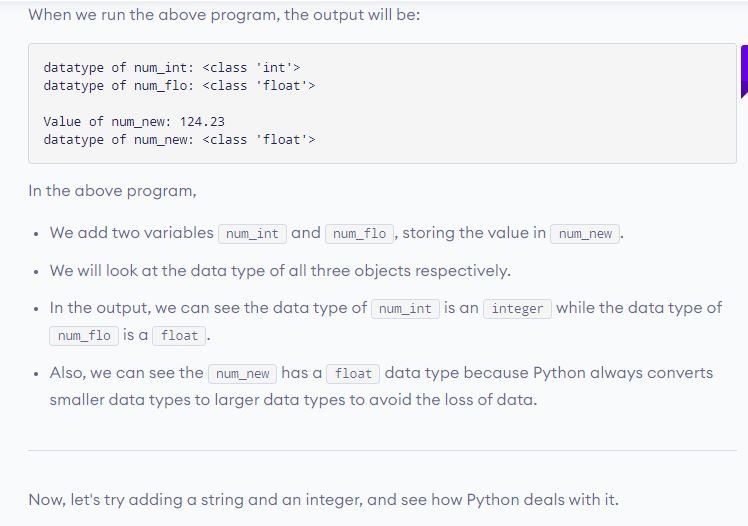 When we run the above program, the output will be:
datatype of num_int: <class 'int'>
datatype of num_flo: <class 'float'>
Value of num_new: 124.23
datatype of num_new: <class 'float'>
In the above program,
• We add two variables num_int and num_flo, storing the value in num_new.
• We will look at the data type of all three objects respectively.
• In the output, we can see the data type of num_int is an integer while the data type of
num_flo is a float.
• Also, we can see the num_new has a float data type because Python always converts
smaller data types to larger data types to avoid the loss of data.
Now, let's try adding a string and an integer, and see how Python deals with it.